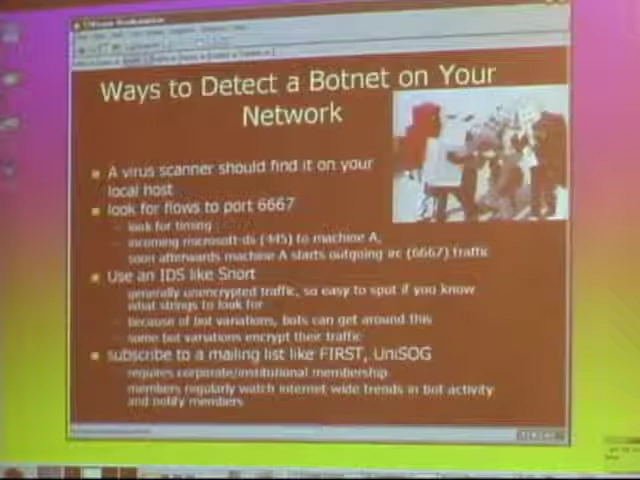 Ways to Detect a Botnet on Your
Network
A virus scanner should find it on your
local host
look for flows to port 6667
– look for timing
– incoming microsoft-ds (445) to machine A,
soon afterwards machine A starts outgoing irc (6667) traffic
Use an IDS like Snort
– generally unencrypted traffic, so easy to spot if you know
what strings to look for
– because of bot variations, bots can get around this
– some bot variations encrypt their traffic
subscribe to a mailing list like FIRST, UniSOG
– requires corporate/institutional membership
– members regularly watch internet-wide trends in bot activity
and notify members